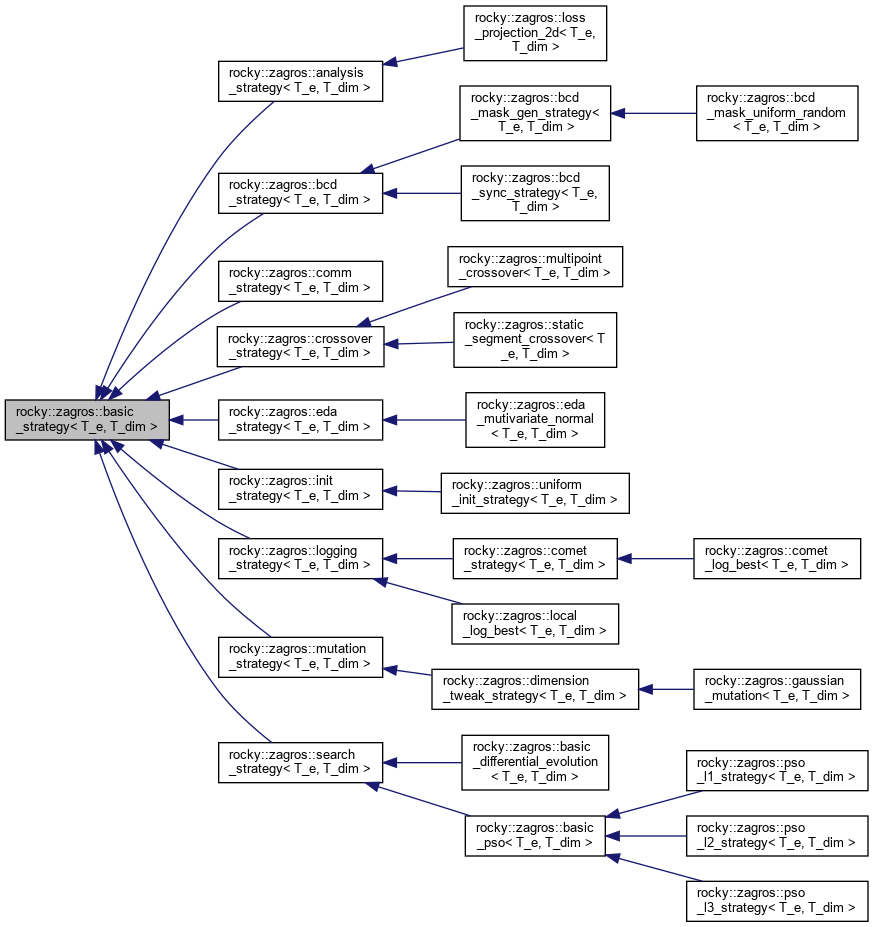 rocky::zagros::loss
_projection_2d< T_e,
T_dim >
rocky::zagros::analysis
_strategy< T_e, T_dim >
rocky::zagros::bcd
_mask_gen_strategy<
T_e, T_dim >
rocky::zagros::bcd
_mask_uniform_random
< T_e, T_dim >
rocky::zagros::bcd
_strategy< T_e, T_dim >
rocky::zagros::bcd
_sync_strategy< T_e,
T_dim >
rocky::zagros::comm
_strategy< T_e, T_dim >
rocky::zagros::multipoint
_crossover< T_e, T_dim >
rocky::zagros::crossover
_strategy< T_e, T_dim >
rocky::zagros::static
_segment_crossover< T
_e, T_dim >
rocky::zagros::basic
_strategy< T_e, T_dim >
rocky::zagros::eda
_strategy< T_e, T_dim >
rocky::zagros::eda
_mutivariate_normal
< T_e, T_dim >
rocky::zagros::init
_strategy< T_e, T_dim >
rocky::zagros::uniform
_init_strategy< T_e, T_dim >
rocky::zagros::logging
_strategy< T_e, T_dim >
rocky::zagros::comet
_strategy< T_e, T_dim >
rocky::zagros::comet
_log_best< T_e, T_dim >
rocky::zagros::local
_log_best< T_e, T_dim >
rocky::zagros::mutation
_strategy< T_e, T_dim >
rocky::zagros::dimension
_tweak_strategy< T_e, T_dim >
rocky::zagros::gaussian
_mutation< T_e, T_dim >
rocky::zagros::search
_strategy< T_e, T_dim >
rocky::zagros::basic
_differential_evolution
< T_e, T_dim >
rocky::zagros::basic
_pso< T_e, T_dim >
rocky::zagros::pso
_l1_strategy< T_e, T_dim >
rocky::zagros::pso
_l2_strategy< T_e, T_dim >
rocky::zagros::pso
_l3_strategy< T_e, T_dim >